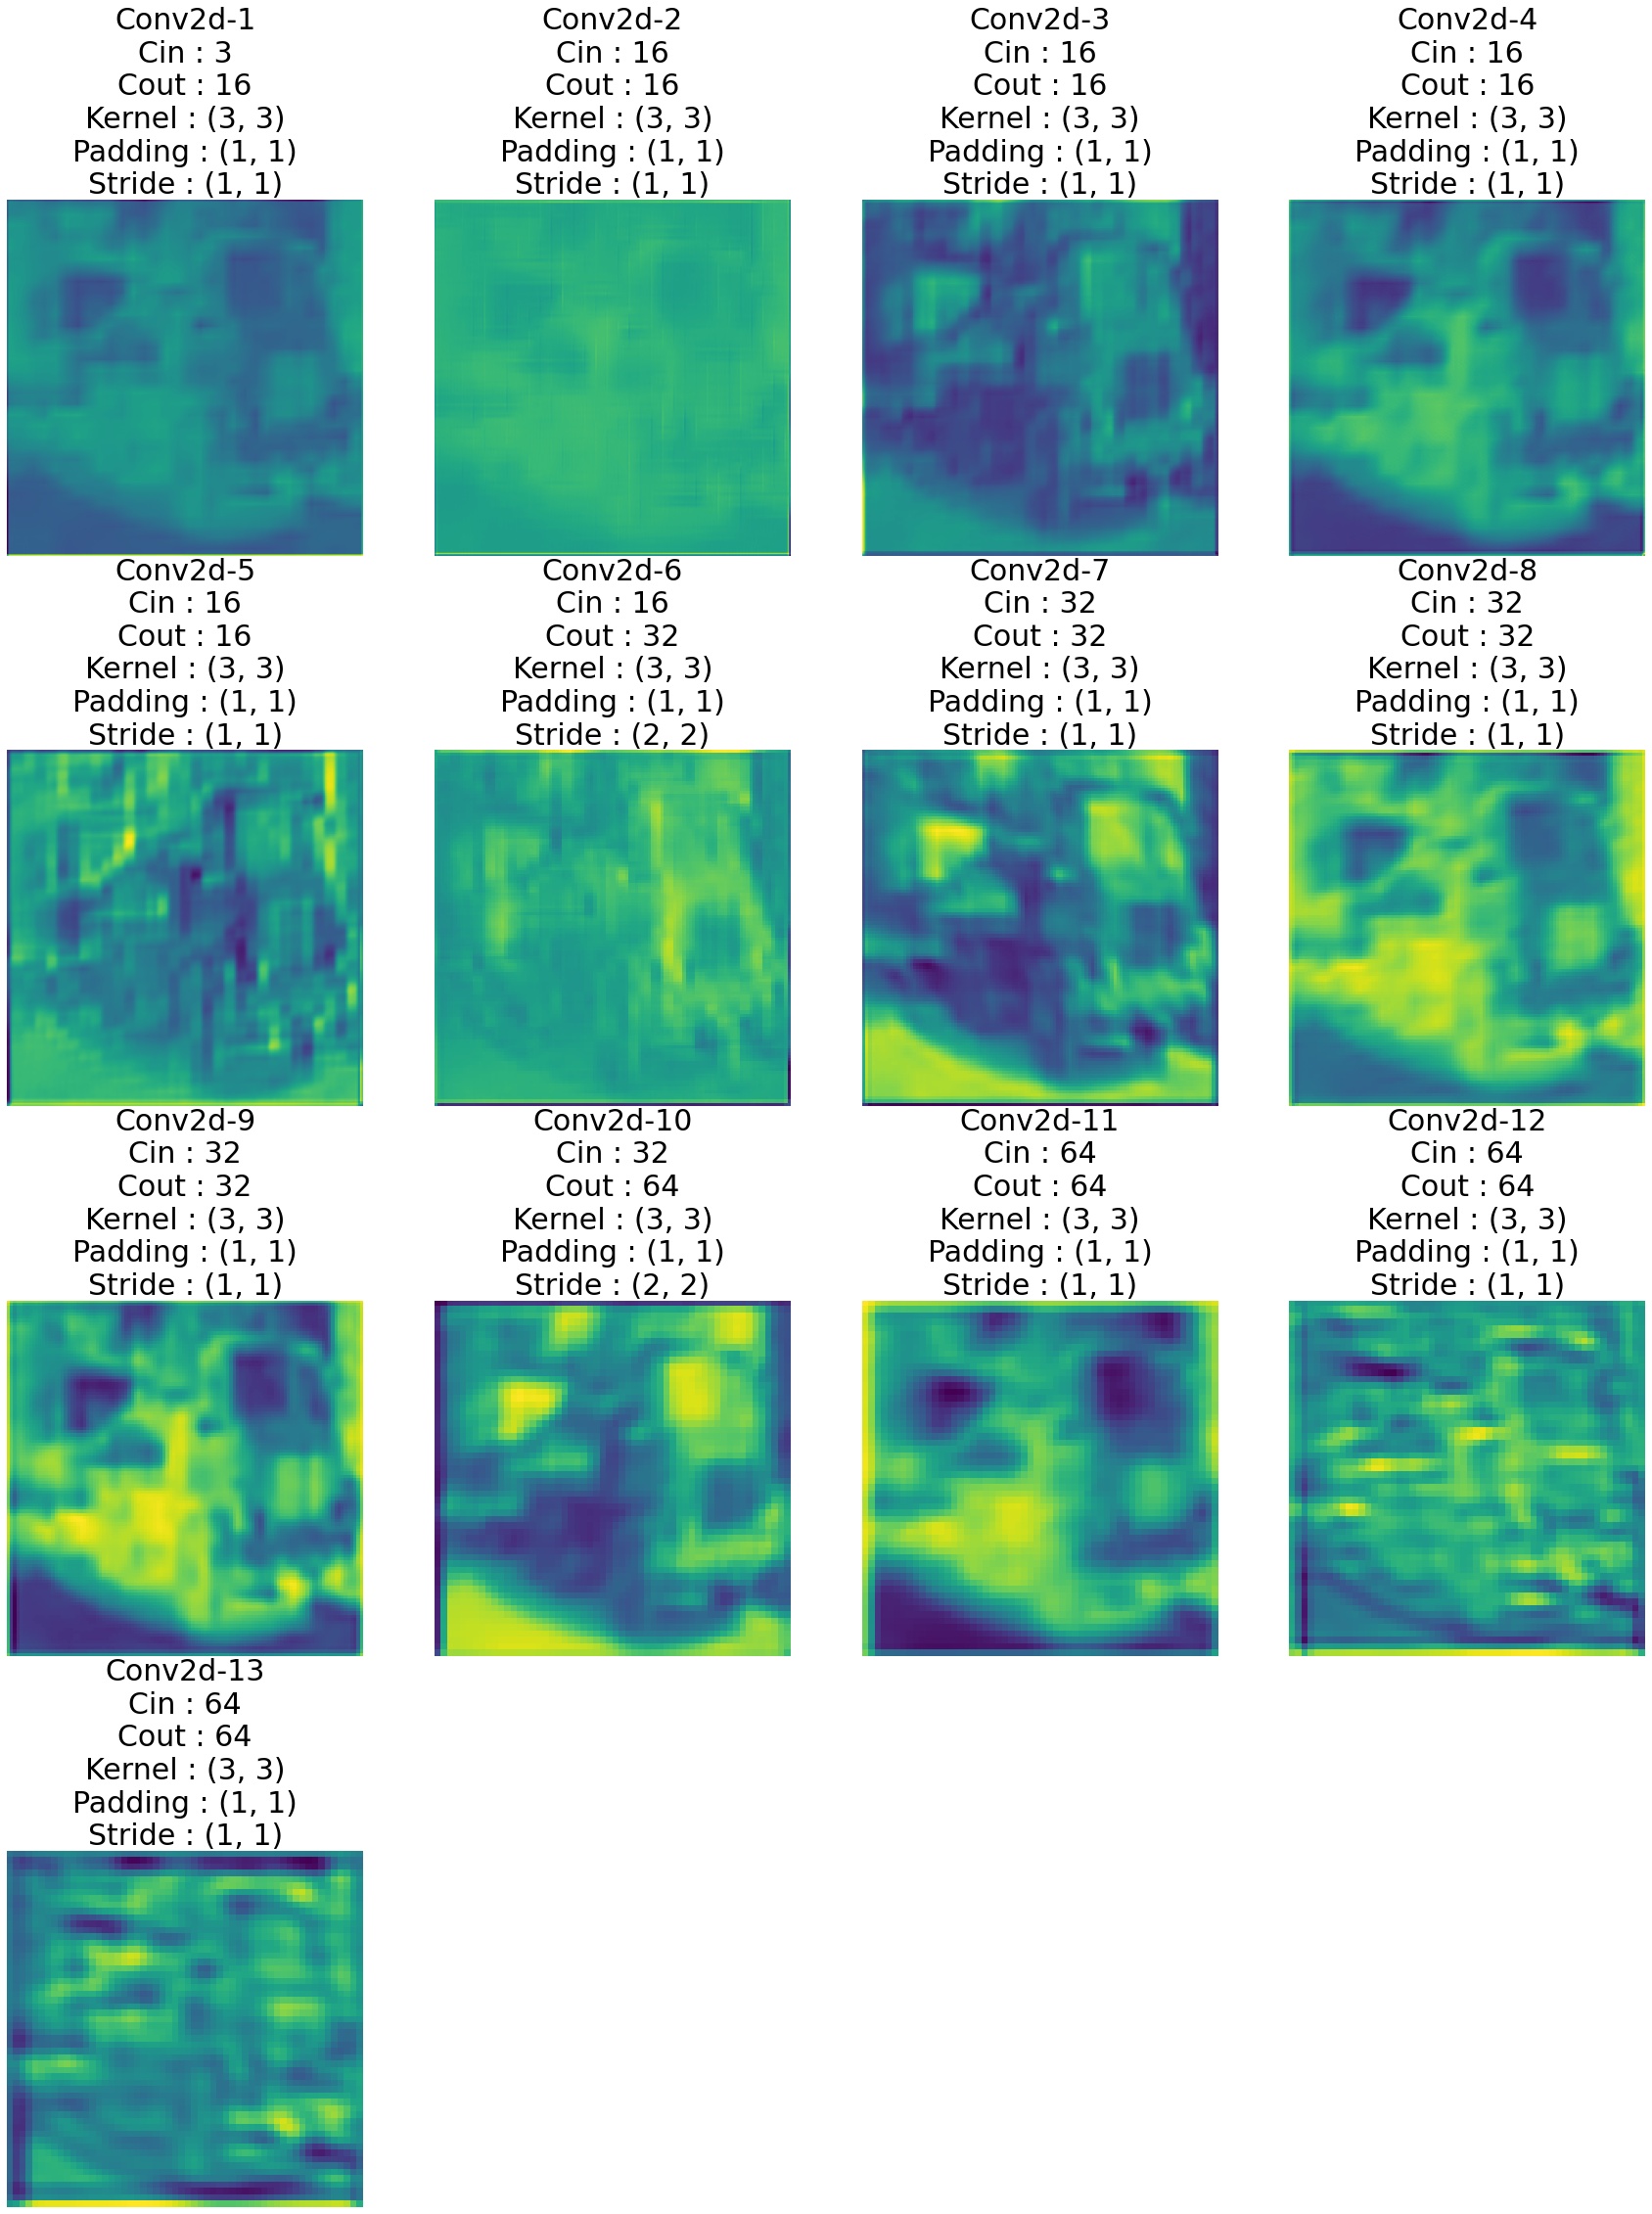 Conv2d-1
Cin : 3
Cout : 16
Kernel : (3, 3)
Padding : (1, 1)
Stride : (1, 1)
Conv2d-2
Cin : 16
Cout : 16
Kernel : (3, 3)
Padding : (1, 1)
Stride : (1, 1)
Conv2d-3
Cin : 16
Cout : 16
Kernel : (3, 3)
Padding : (1, 1)
Stride : (1, 1)
Conv2d-4
Cin : 16
Cout : 16
Kernel : (3, 3)
Padding : (1, 1)
Stride : (1, 1)
Conv2d-5
Cin : 16
Cout : 16
Kernel : (3, 3)
Padding : (1, 1)
Stride : (1, 1)
Conv2d-6
Cin : 16
Cout : 32
Kernel : (3, 3)
Padding : (1, 1)
Stride : (2, 2)
Conv2d-7
Cin : 32
Cout : 32
Kernel : (3, 3)
Padding : (1, 1)
Stride : (1, 1)
Conv2d-8
Cin : 32
Cout : 32
Kernel : (3, 3)
Padding : (1, 1)
Stride : (1, 1)
Conv2d-9
Cin : 32
Cout : 32
Kernel : (3, 3)
Padding : (1, 1)
Stride : (1, 1)
Conv2d-10
Cin : 32
Cout : 64
Kernel : (3, 3)
Padding : (1, 1)
Stride : (2, 2)
Conv2d-11
Cin : 64
Cout : 64
Kernel : (3, 3)
Padding : (1, 1)
Stride : (1, 1)
Conv2d-12
Cin : 64
Cout : 64
Kernel : (3, 3)
Padding : (1, 1)
Stride : (1, 1)
Conv2d-13
Cin : 64
Cout : 64
Kernel : (3, 3)
Padding : (1, 1)
Stride : (1, 1)